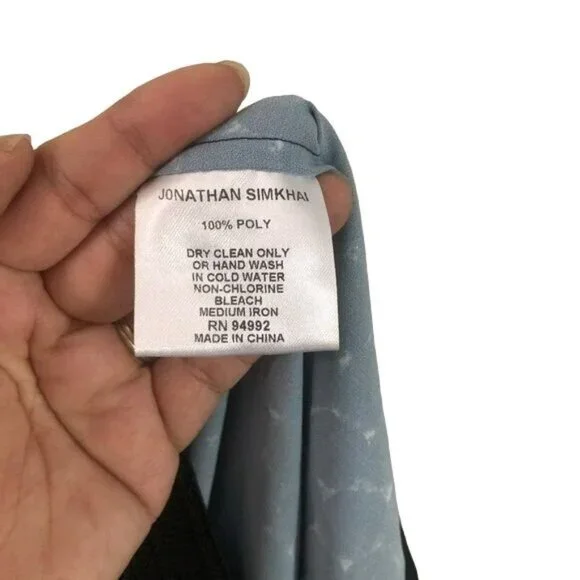 JONATHAN SIMKHAI
100% POLY
DRY CLEAN ONLY
OR HAND WASH
IN COLD WATER
NON-CHLORINE
BLEACH
MEDIUM IRON
RN 94992
MADE IN CHINA